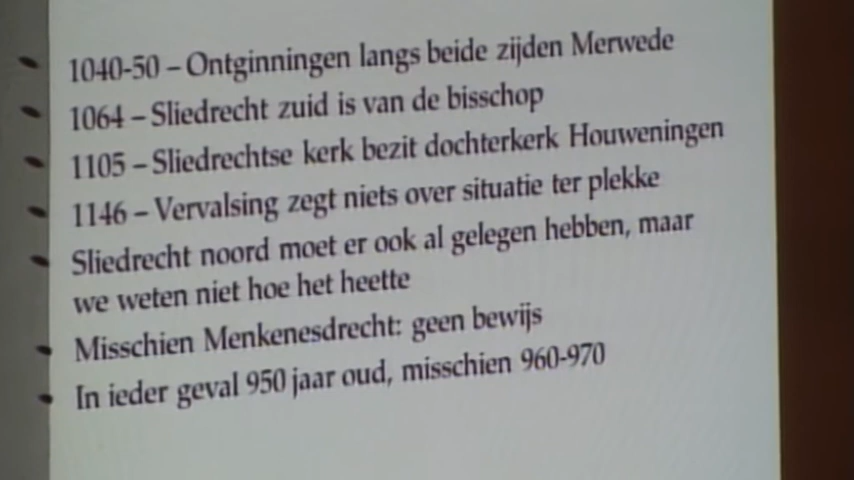 1040-50 – Ontginningen langs beide zijden Merwede
1064 – Sliedrecht zuid is van de bisschop
1105 – Sliedrechtse kerk bezit dochterkerk Houweningen
1146 – Vervalsing zegt niets over situatie ter plekke
Sliedrecht noord moet er ook al gelegen hebben, maar
we weten niet hoe het heette
Misschien Menkenesdrecht: geen bewijs
In ieder geval 950 jaar oud, misschien 960-970